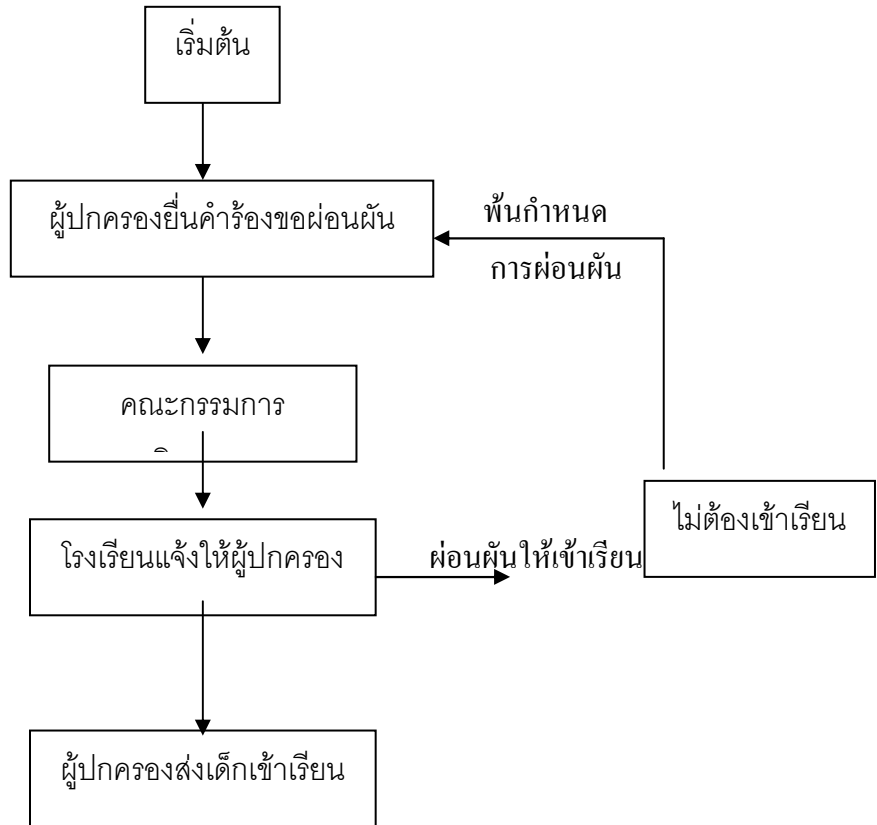 เริ่มต้น
ผู้ปกครองยื่นคำร้องขอผ่อนผัน
พ้นกำหนด
การผ่อนผัน
คณะกรรมการ
ไม่ต้องเข้าเรียน
โรงเรียนแจ้งให้ผู้ปกครอง
ผ่อนผันให้เข้าเรียน
ผู้ปกครองส่งเด็กเข้าเรียน